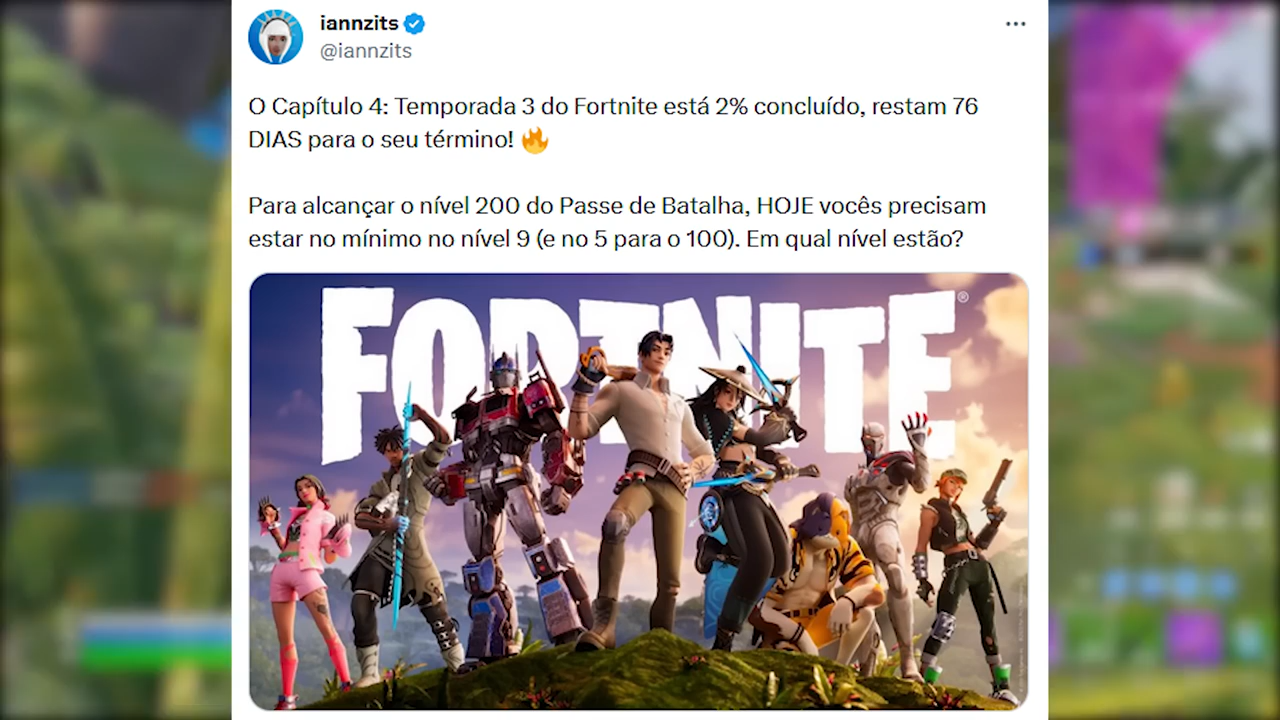 iannzits
@iannzits
O Capítulo 4: Temporada 3 do Fortnite está 2% concluído, restam 76
DIAS para o seu término! 🔥
Para alcançar o nível 200 do Passe de Batalha, HOJE vocês precisam
estar no mínimo no nível 9 (e no 5 para o 100). Em qual nível estão?
FORTNITE®